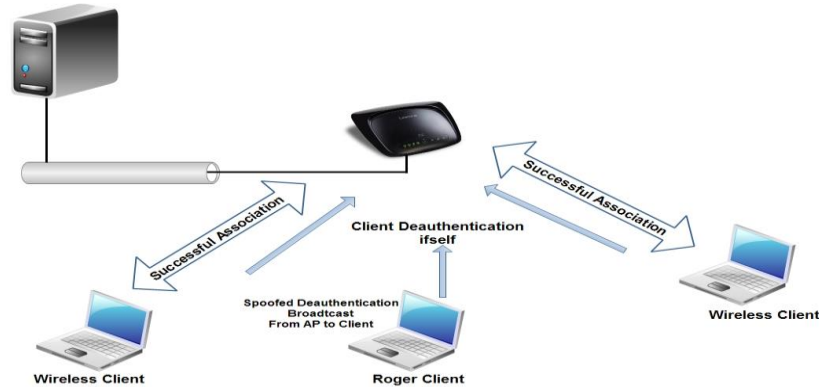 Successful Association
Successful Association
Client Deauthentication
ifself
Spoofed Deauthentication
Broadtcast
From AP to Client
Wireless Client
Wireless Client
Roger Client